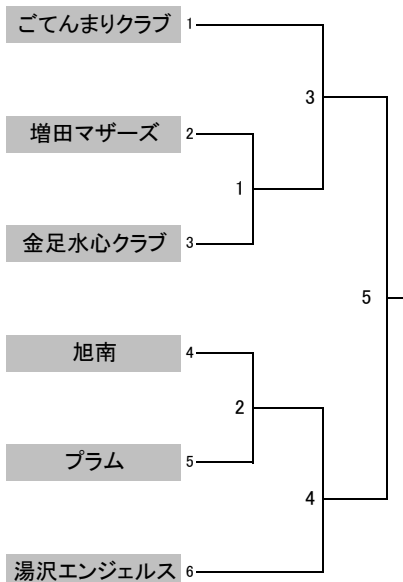 ごてんまりクラブ 1
3
増田マザーズ 2
1
金足水心クラブ 3
5
旭南 4
2
プラム 5
4
湯沢エンジェルス 6